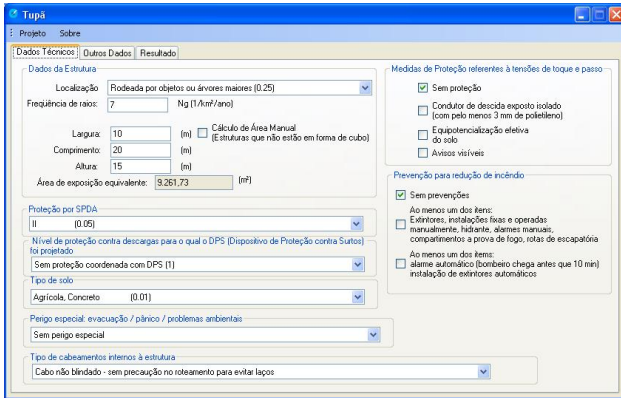 Tupã
Projeto Sobre
Dados Técnicos Outros Dados Resultado
Dados da Estrutura
Localização Rodeada por objetos ou árvores maiores (0.25)
Freqüência de raios: 7 Ng (1/km²/ano)
Largura: 10 (m) Cálculo de Área Manual
(Estruturas que não estão em forma de cubo)
Comprimento: 20 (m)
Altura: 15 (m)
Área de exposição equivalente: 9.261,73 (m²)
Proteção por SPDA
II (0.05)
Nível de proteção contra descargas para o qual o DPS (Dispositivo de Proteção contra Surtos)
foi projetado
Sem proteção coordenada com DPS (1)
Tipo de solo
Agrícola, Concreto (0.01)
Perigo especial: evacuação / pânico / problemas ambientais
Sem perigo especial
Tipo de cabeamentos internos à estrutura
Cabo não blindado - sem precaução no roteamento para evitar laços
Medidas de Proteção referentes à tensões de toque e passo
Sem proteção
Condutor de descida exposto isolado
(com pelo menos 3 mm de polietileno)
Equipotencialização efetiva
do solo
Avisos visíveis
Prevenção para redução de incêndio
Sem prevenções
Ao menos um dos itens:
Extintores, instalações fixas e operadas
manualmente, hidrante, alarmes manuais,
compartimentos a prova de fogo, rotas de escapatória
Ao menos um dos items:
alarme automático (bombeiro chega antes que 10 min)
instalação de extintores automáticos